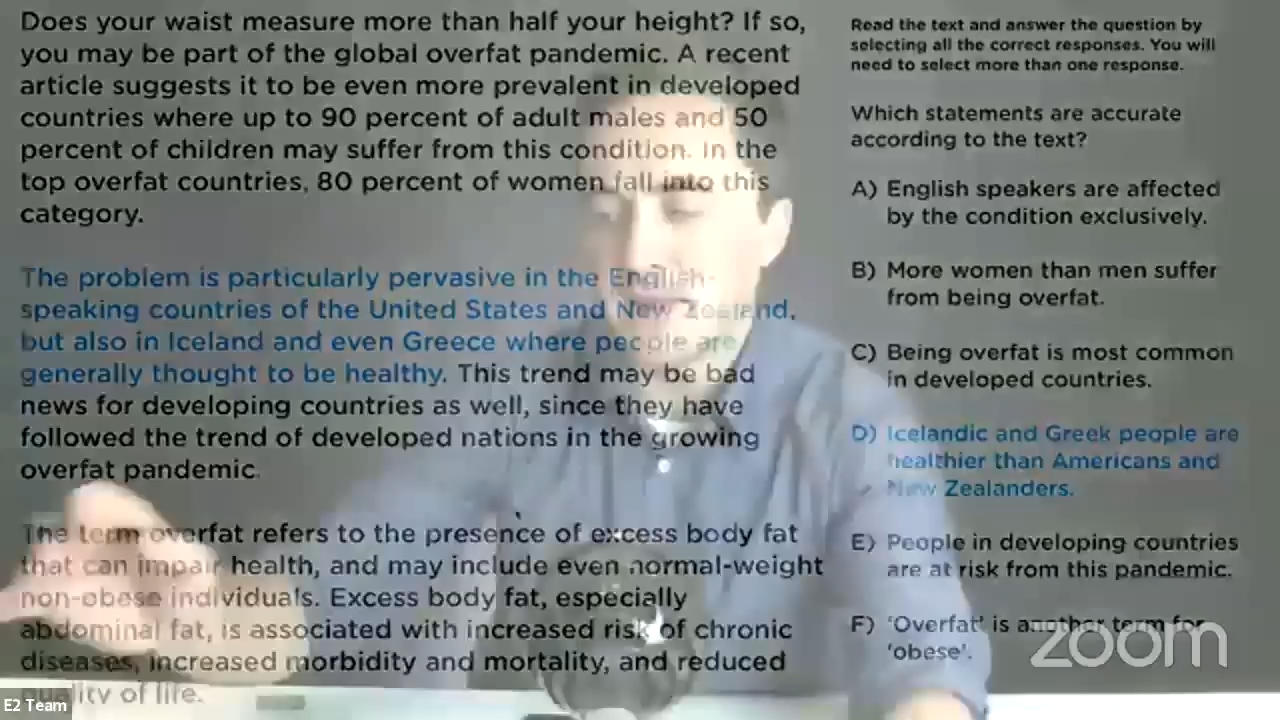 Does your waist measure more than half your height? If so,
you may be part of the global overfat pandemic. A recent
article suggests it to be even more prevalent in developed
countries where up to 90 percent of adult males and 50
percent of children may suffer from this condition. In the
top overfat countries, 80 percent of women fall into this
category.
The problem is particularly pervasive in the English-
speaking countries of the United States and New Zealand,
but also in Iceland and even Greece where people are
generally thought to be healthy. This trend may be bad
news for developing countries as well, since they have
followed the trend of developed nations in the growing
overfat pandemic.
The term overfat refers to the presence of excess body fat
that can impair health, and may include even normal-weight
non-obese individuals. Excess body fat, especially
abdominal fat, is associated with increased risk of chronic
diseases, increased morbidity and mortality, and reduced
quality of life.
Read the text and answer the question by
selecting all the correct responses. You will
need to select more than one response.
Which statements are accurate
according to the text?
A) English speakers are affected
by the condition exclusively.
B) More women than men suffer
from being overfat.
C) Being overfat is most common
in developed countries.
D) Icelandic and Greek people are
healthier than Americans and
New Zealanders.
E) People in developing countries
are at risk from this pandemic.
F) 'Overfat' is another term for
'obese'.
zoom
E2 Team